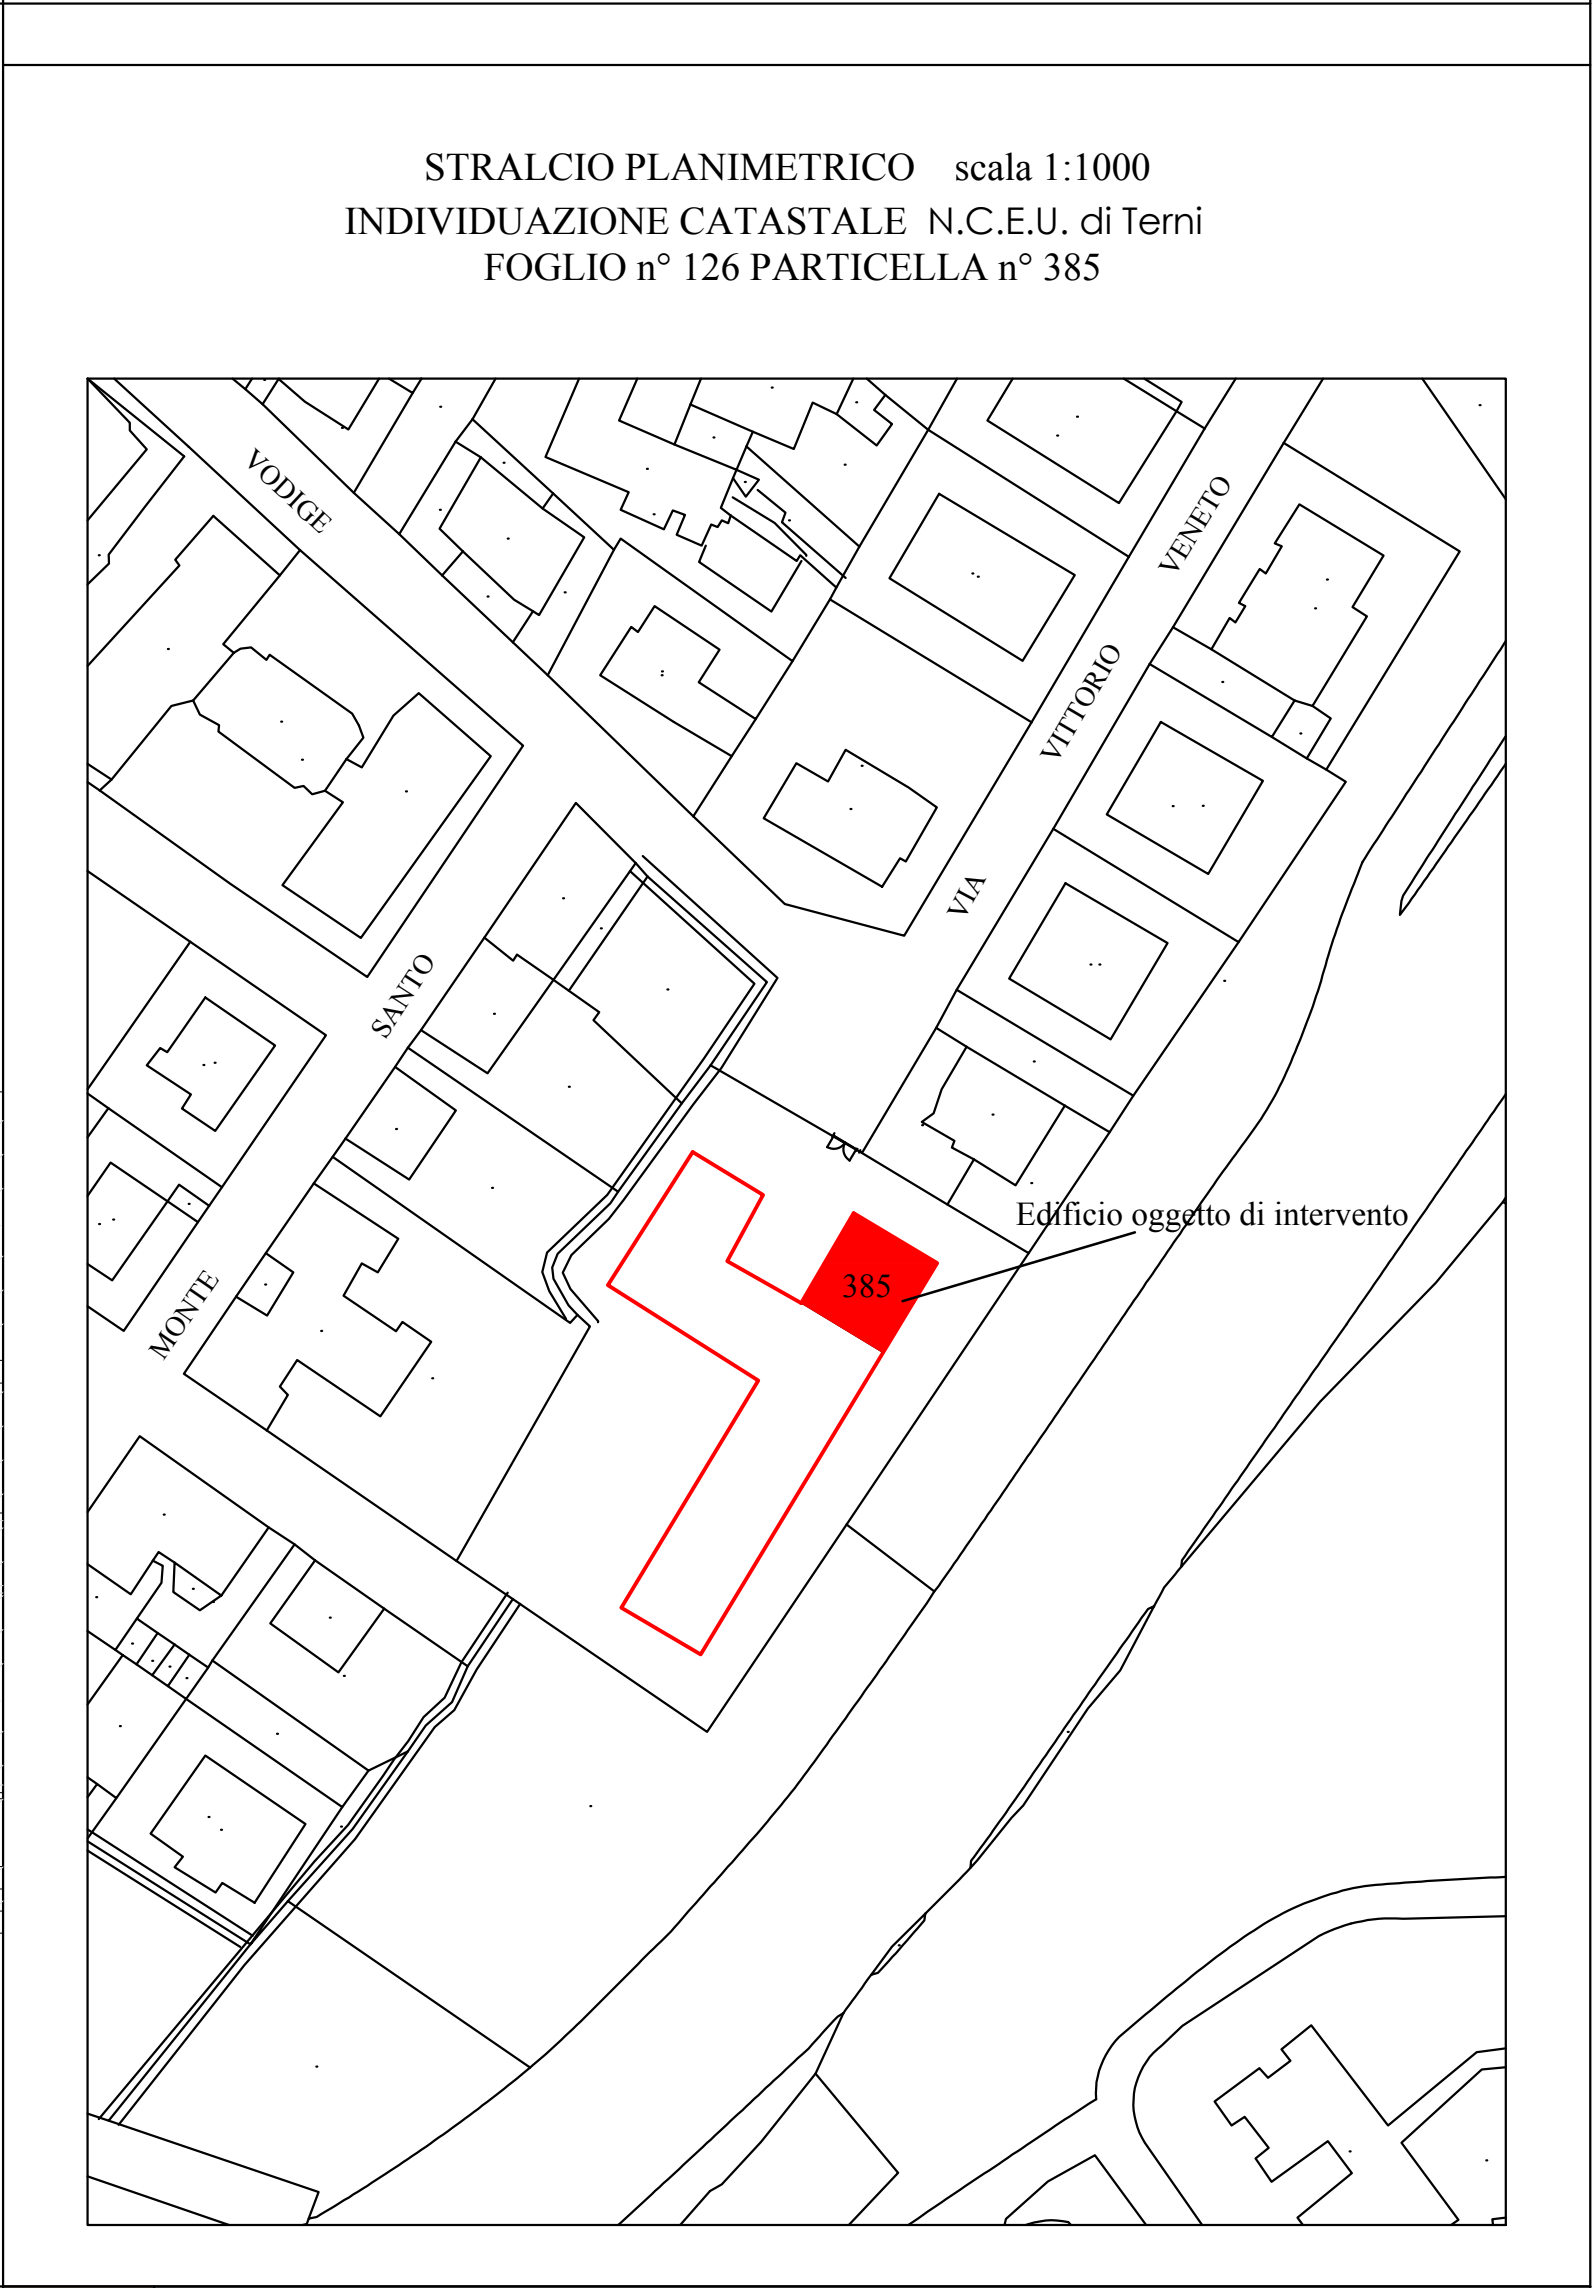 STRALCIO PLANIMETRICO scala 1:1000
INDIVIDUAZIONE CATASTALE N.C.E.U. di Terni
FOGLIO n° 126 PARTICELLA n° 385
VODIGE
VENETO
VITTORIO
VIA
SANTO
MONTE
Edificio oggetto di intervento
385